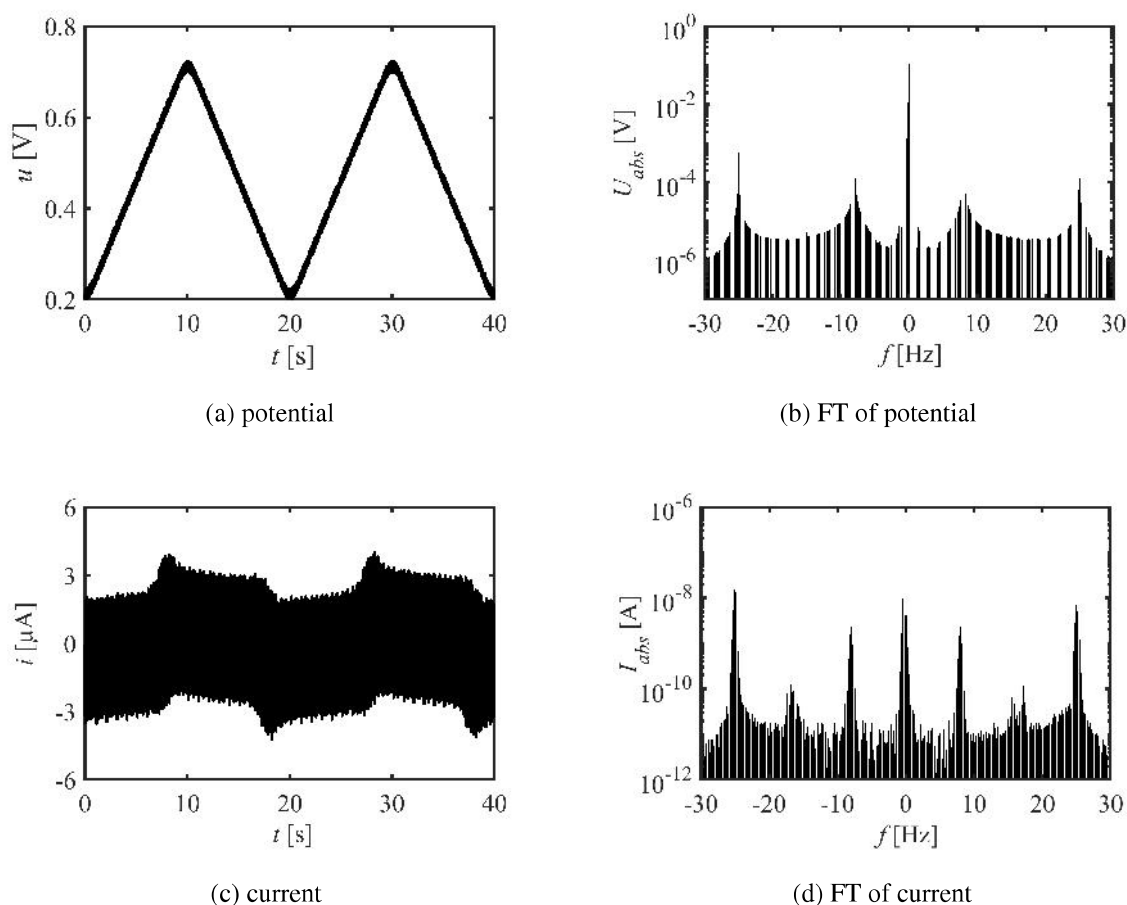 0.8
0.6
0.4
0.2
u [V]
0 10 20 30 40
t [s]
(a) potential
10^0
10^-2
10^-4
10^-6
U_abs [V]
-30 -20 -10 0 10 20 30
f [Hz]
(b) FT of potential
6
3
0
-3
-6
i [µA]
0 10 20 30 40
t [s]
(c) current
10^-6
10^-8
10^-10
10^-12
I_abs [A]
-30 -20 -10 0 10 20 30
f [Hz]
(d) FT of current